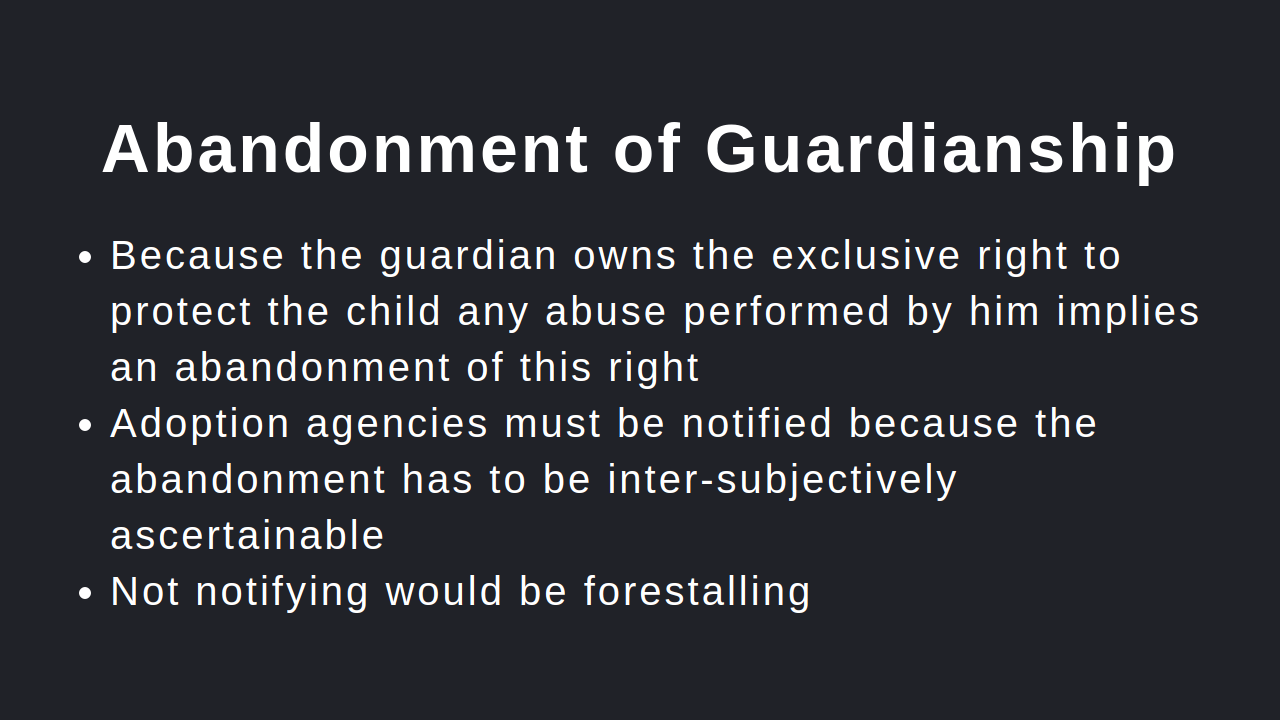 Abandonment of Guardianship
• Because the guardian owns the exclusive right to
protect the child any abuse performed by him implies
an abandonment of this right
• Adoption agencies must be notified because the
abandonment has to be inter-subjectively
ascertainable
• Not notifying would be forestalling